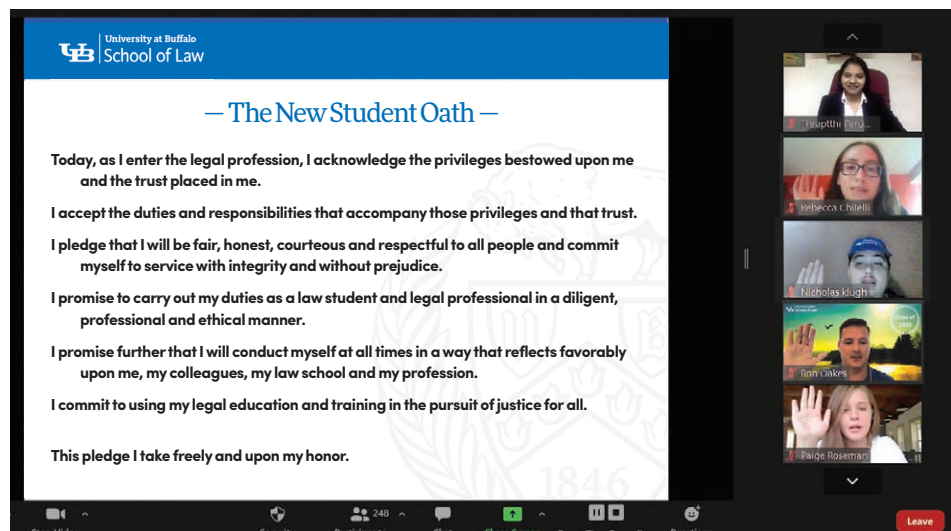 University at Buffalo
UB School of Law
— The New Student Oath —
Today, as I enter the legal profession, I acknowledge the privileges bestowed upon me
and the trust placed in me.
I accept the duties and responsibilities that accompany those privileges and that trust.
I pledge that I will be fair, honest, courteous and respectful to all people and commit
myself to service with integrity and without prejudice.
I promise to carry out my duties as a law student and legal professional in a diligent,
professional and ethical manner.
I promise further that I will conduct myself at all times in a way that reflects favorably
upon me, my colleagues, my law school and my profession.
I commit to using my legal education and training in the pursuit of justice for all.
This pledge I take freely and upon my honor.
1846
Rebecca Chilelli
Nicholas klugh
Class of
Ron Oakes
Paige Roseman
248
Leave